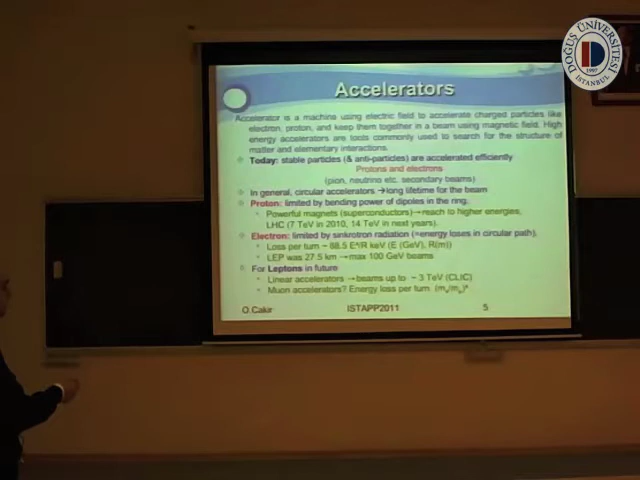 DOĞUŞ ÜNİVERSİTESİ
1997
İSTANBUL
Accelerators
Accelerator is a machine using electric field to accelerate charged particles like
electron, proton, and keep them together in a beam using magnetic field. High
energy accelerators are tools commonly used to search for the structure of
matter and elementary interactions.
Today: stable particles (& anti-particles) are accelerated efficiently
Protons and electrons
(pion, neutrino etc. secondary beams)
In general, circular accelerators →long lifetime for the beam
Proton: limited by bending power of dipoles in the ring.
Powerful magnets (superconductors)→reach to higher energies,
LHC (7 TeV in 2010, 14 TeV in next years).
Electron: limited by sinkrotron radiation (=energy loses in circular path).
Loss per turn ~ 88.5 E⁴/R keV (E (GeV), R(m))
LEP was 27.5 km →max 100 GeV beams
For Leptons in future
Linear accelerators →beams up to ~ 3 TeV (CLIC)
Muon accelerators? Energy loss per turn
O.Cakir ISTAPP2011 5